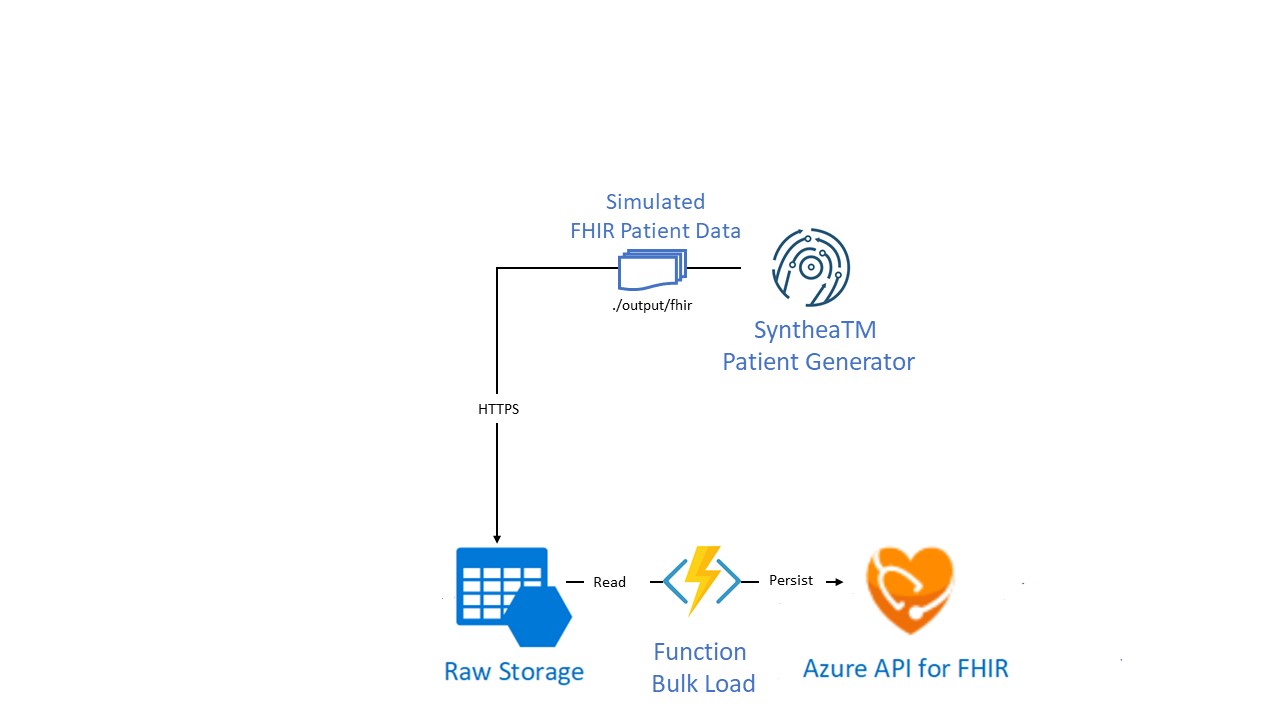 Simulated
FHIR Patient Data
./output/fhir
SyntheaTM
Patient Generator
HTTPS
Read
Persist
Raw Storage
Function
Bulk Load
Azure API for FHIR